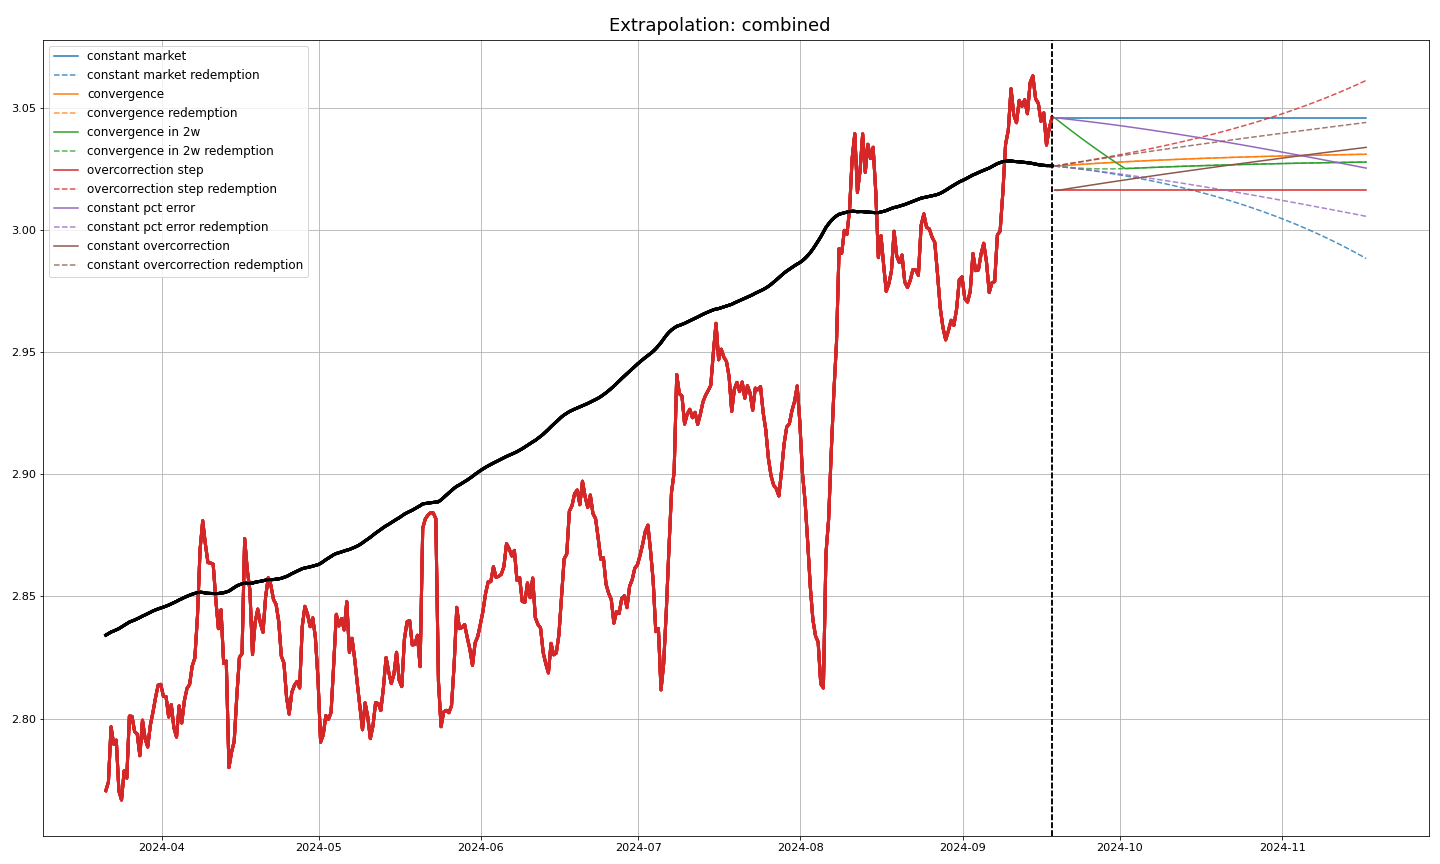 Extrapolation: combined
constant market
constant market redemption
convergence
convergence redemption
convergence in 2w
convergence in 2w redemption
overcorrection step
overcorrection step redemption
constant pct error
constant pct error redemption
constant overcorrection
constant overcorrection redemption
3.05
3.00
2.95
2.90
2.85
2.80
2024-04
2024-05
2024-06
2024-07
2024-08
2024-09
2024-10
2024-11